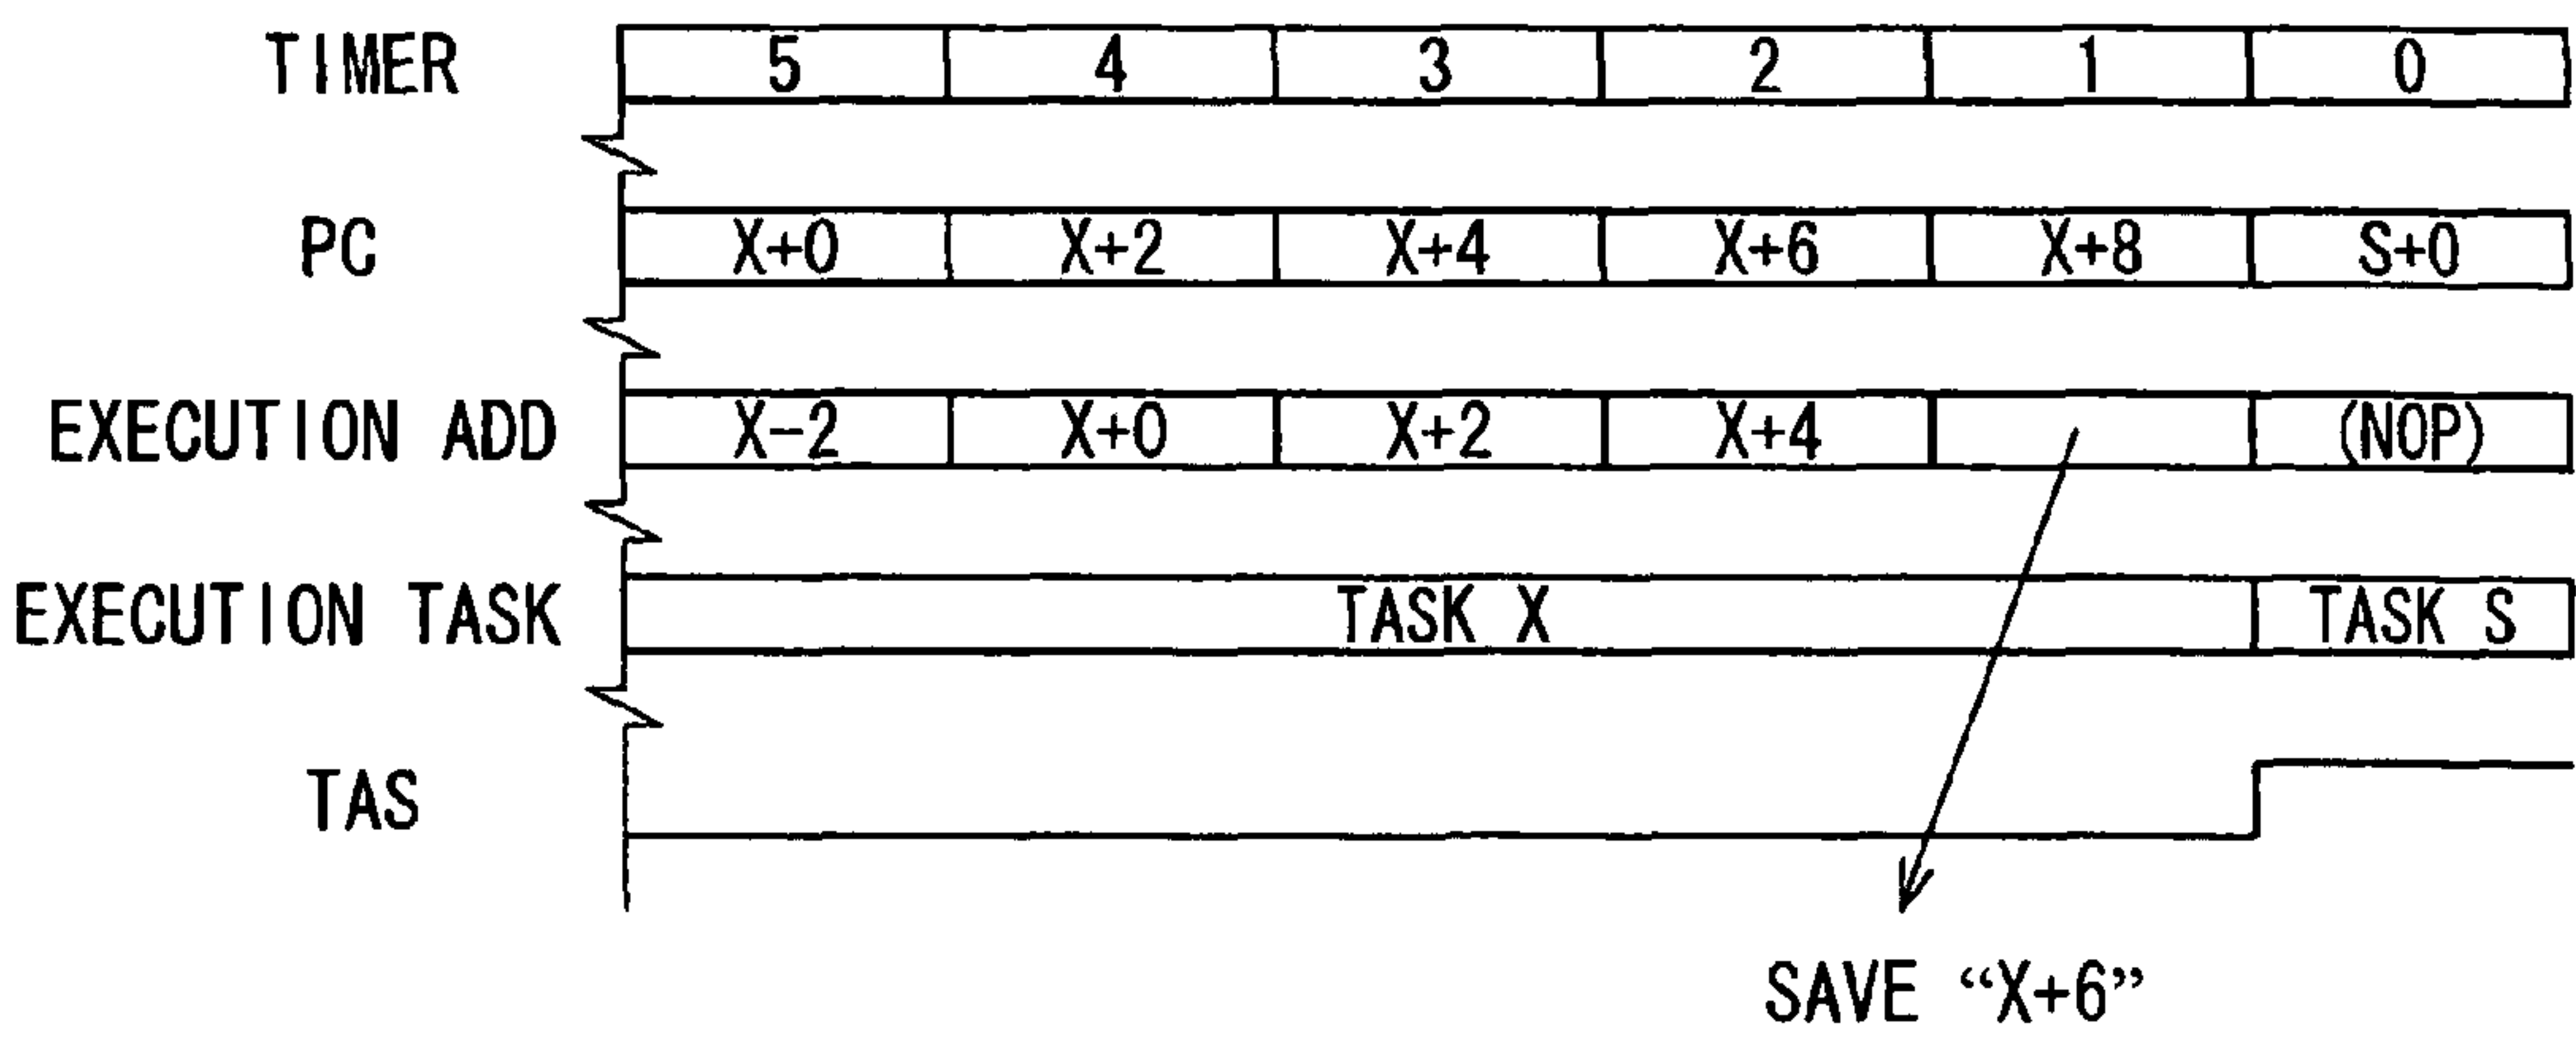 TIMER 5 4 3 2 1 0
PC X+0 X+2 X+4 X+6 X+8 S+0
EXECUTION ADD X-2 X+0 X+2 X+4 (NOP)
EXECUTION TASK TASK X TASK S
TAS
SAVE “X+6”